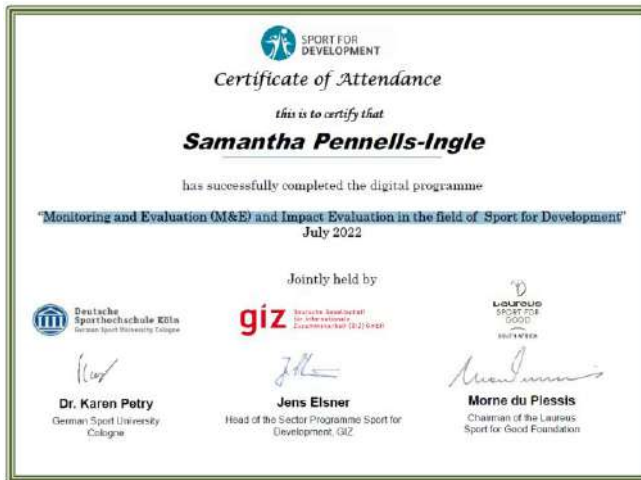 SPORT FOR
DEVELOPMENT
Certificate of Attendance
this is to certify that
Samantha Pennells-Ingle
has successfully completed the digital programme
"Monitoring and Evaluation (M&E) and Impact Evaluation in the field of Sport for Development"
July 2022
Jointly held by
Deutsche
Sporthochschule Köln
German Sport University Cologne
giz
Deutsche Gesellschaft
für Internationale
Zusammenarbeit (GIZ) GmbH
LAUREUS
SPORT FOR
GOOD
SOUTH AFRICA
Dr. Karen Petry
German Sport University
Cologne
Jens Elsner
Head of the Sector Programme Sport for
Development, GIZ
Morne du Plessis
Chairman of the Laureus
Sport for Good Foundation